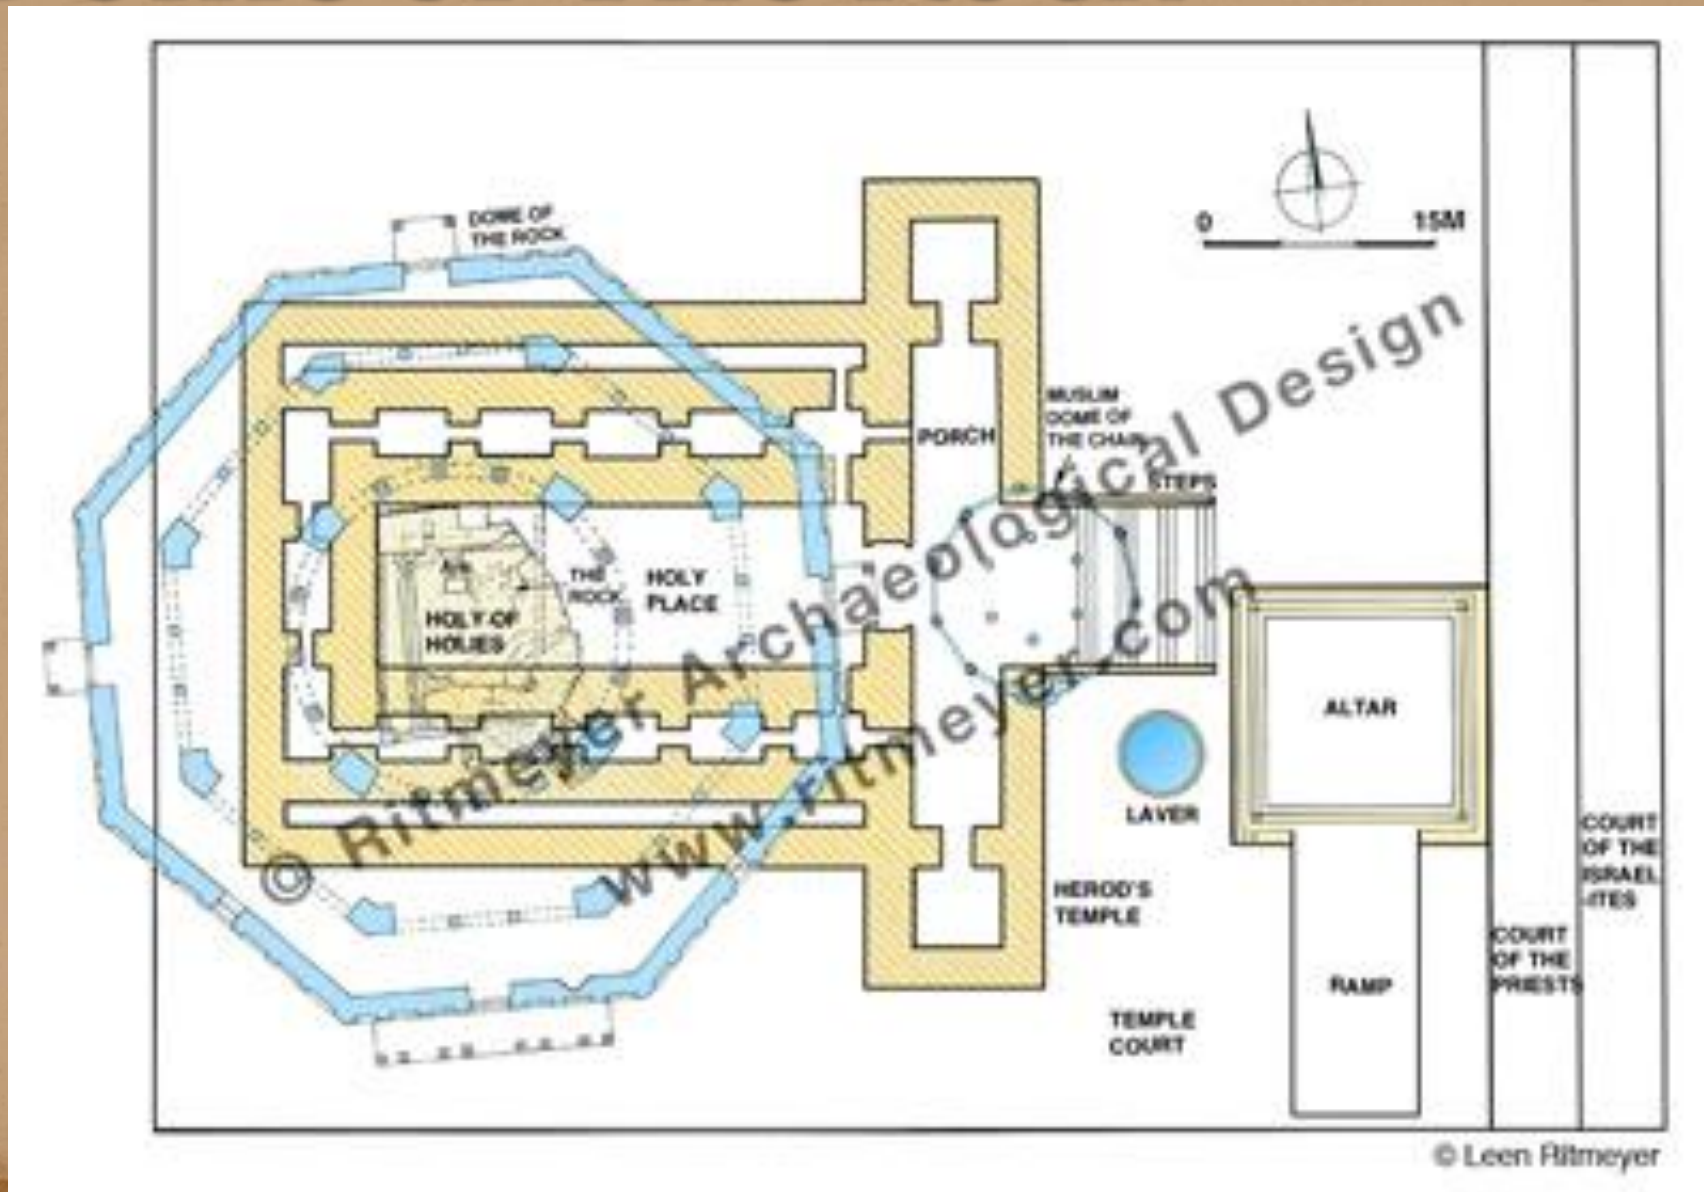 DOME OF
THE ROCK
0 15M
MUSLIM
DOME OF
THE CHAIN
PORCH
STEPS
THE
ROCK
HOLY
PLACE
HOLY OF
HOLIES
ALTAR
LAVER
HEROD'S
TEMPLE
COURT
OF THE
ISRAEL
-ITES
COURT
OF THE
PRIESTS
RAMP
TEMPLE
COURT
© Ritmeyer Archaeological Design
www.ritmeyer.com
© Leen Ritmeyer